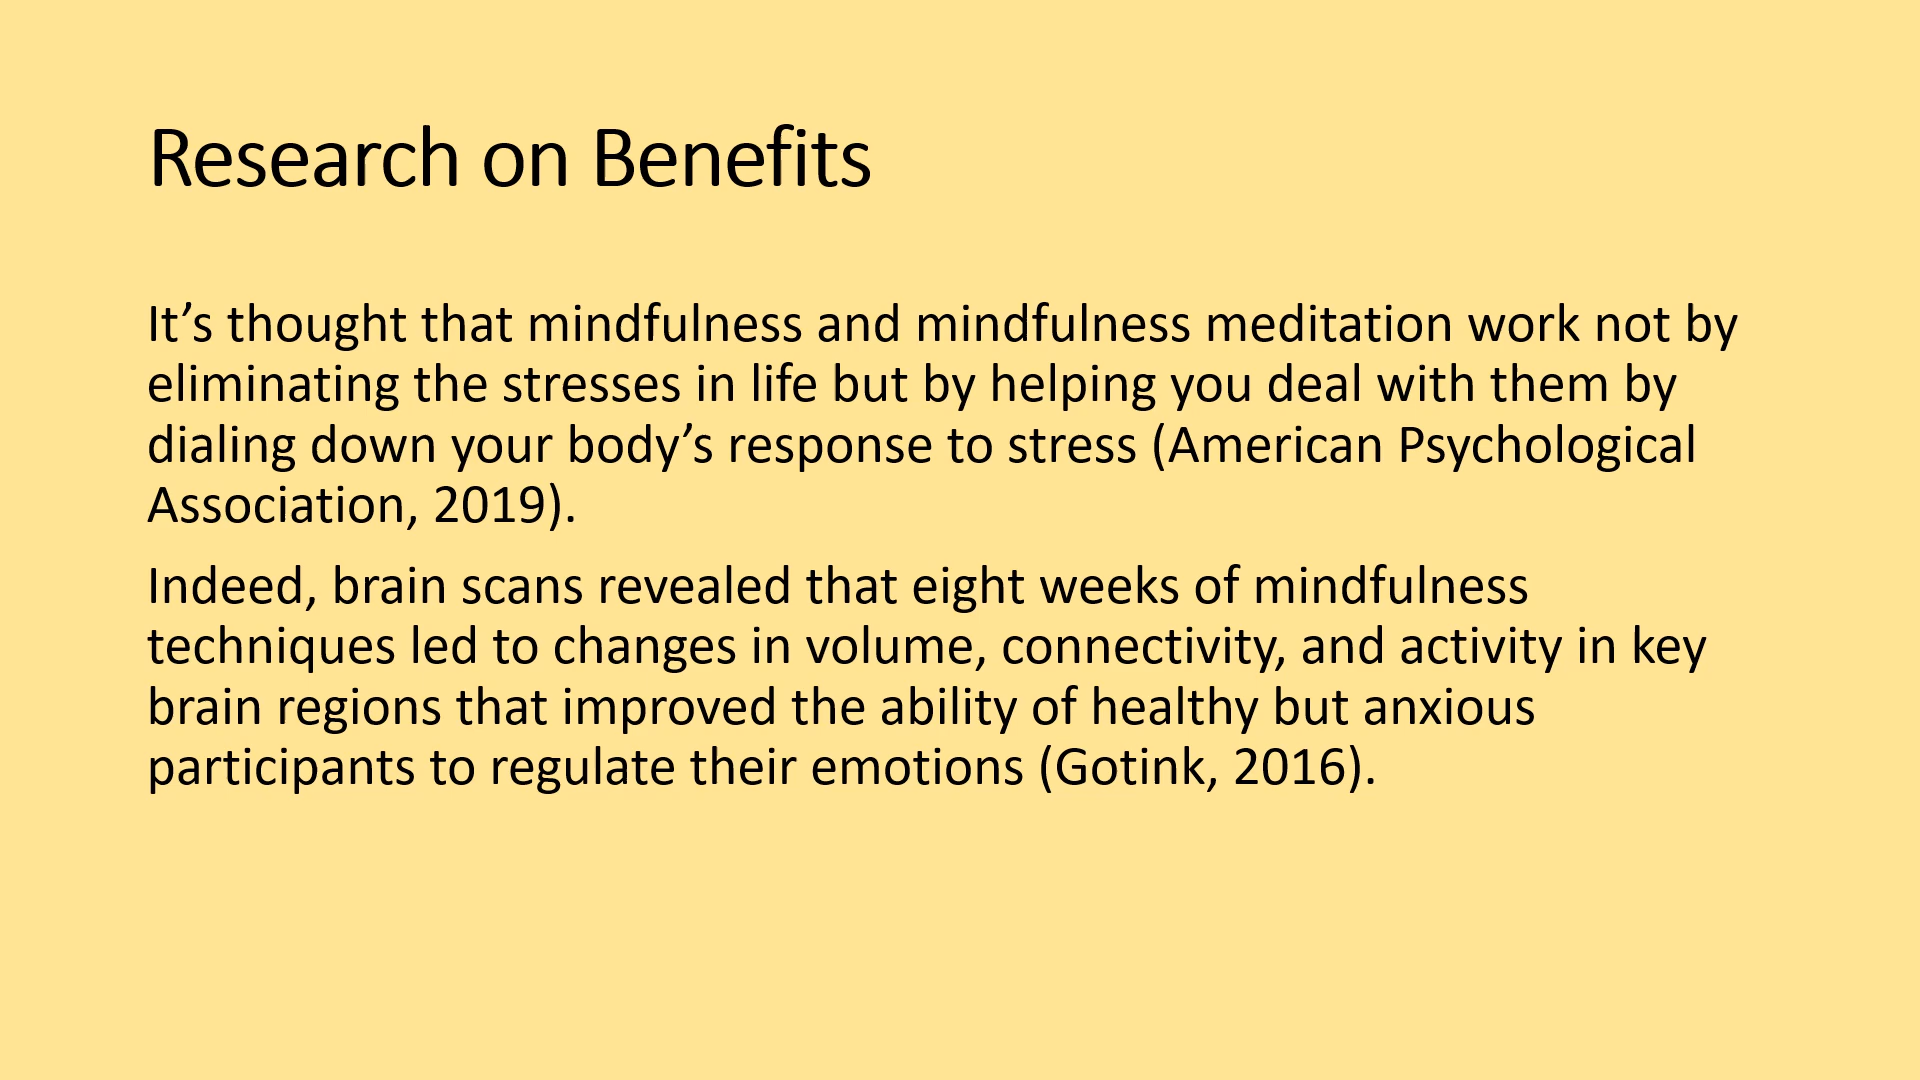 Research on Benefits
It’s thought that mindfulness and mindfulness meditation work not by
eliminating the stresses in life but by helping you deal with them by
dialing down your body’s response to stress (American Psychological
Association, 2019).
Indeed, brain scans revealed that eight weeks of mindfulness
techniques led to changes in volume, connectivity, and activity in key
brain regions that improved the ability of healthy but anxious
participants to regulate their emotions (Gotink, 2016).